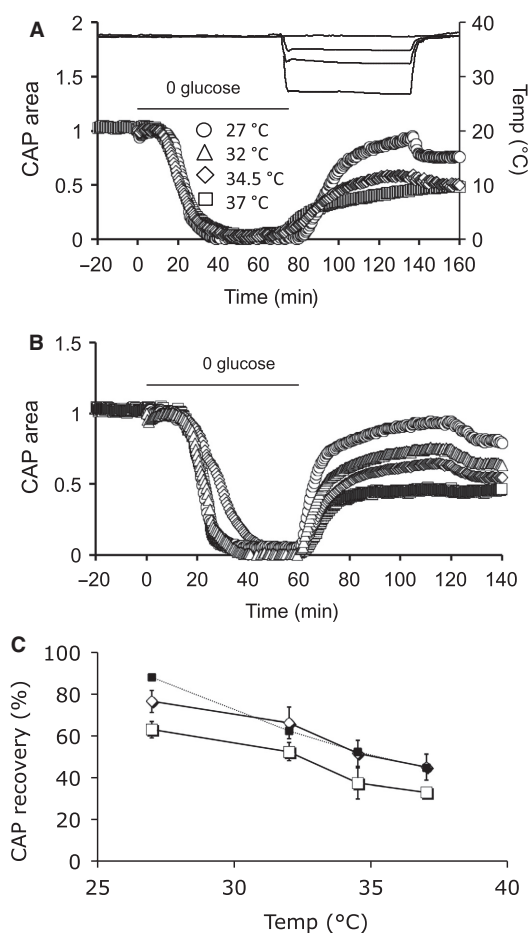 A
2
1.5
1
0.5
0
CAP area
0 glucose
27 °C
32 °C
34.5 °C
37 °C
40
30
20
10
0
Temp (°C)
–20 0 20 40 60 80 100 120 140 160
Time (min)
B
1.5
1
0.5
0
CAP area
0 glucose
–20 0 20 40 60 80 100 120 140
Time (min)
C
100
80
60
40
20
0
CAP recovery (%)
25 30 35 40
Temp (°C)